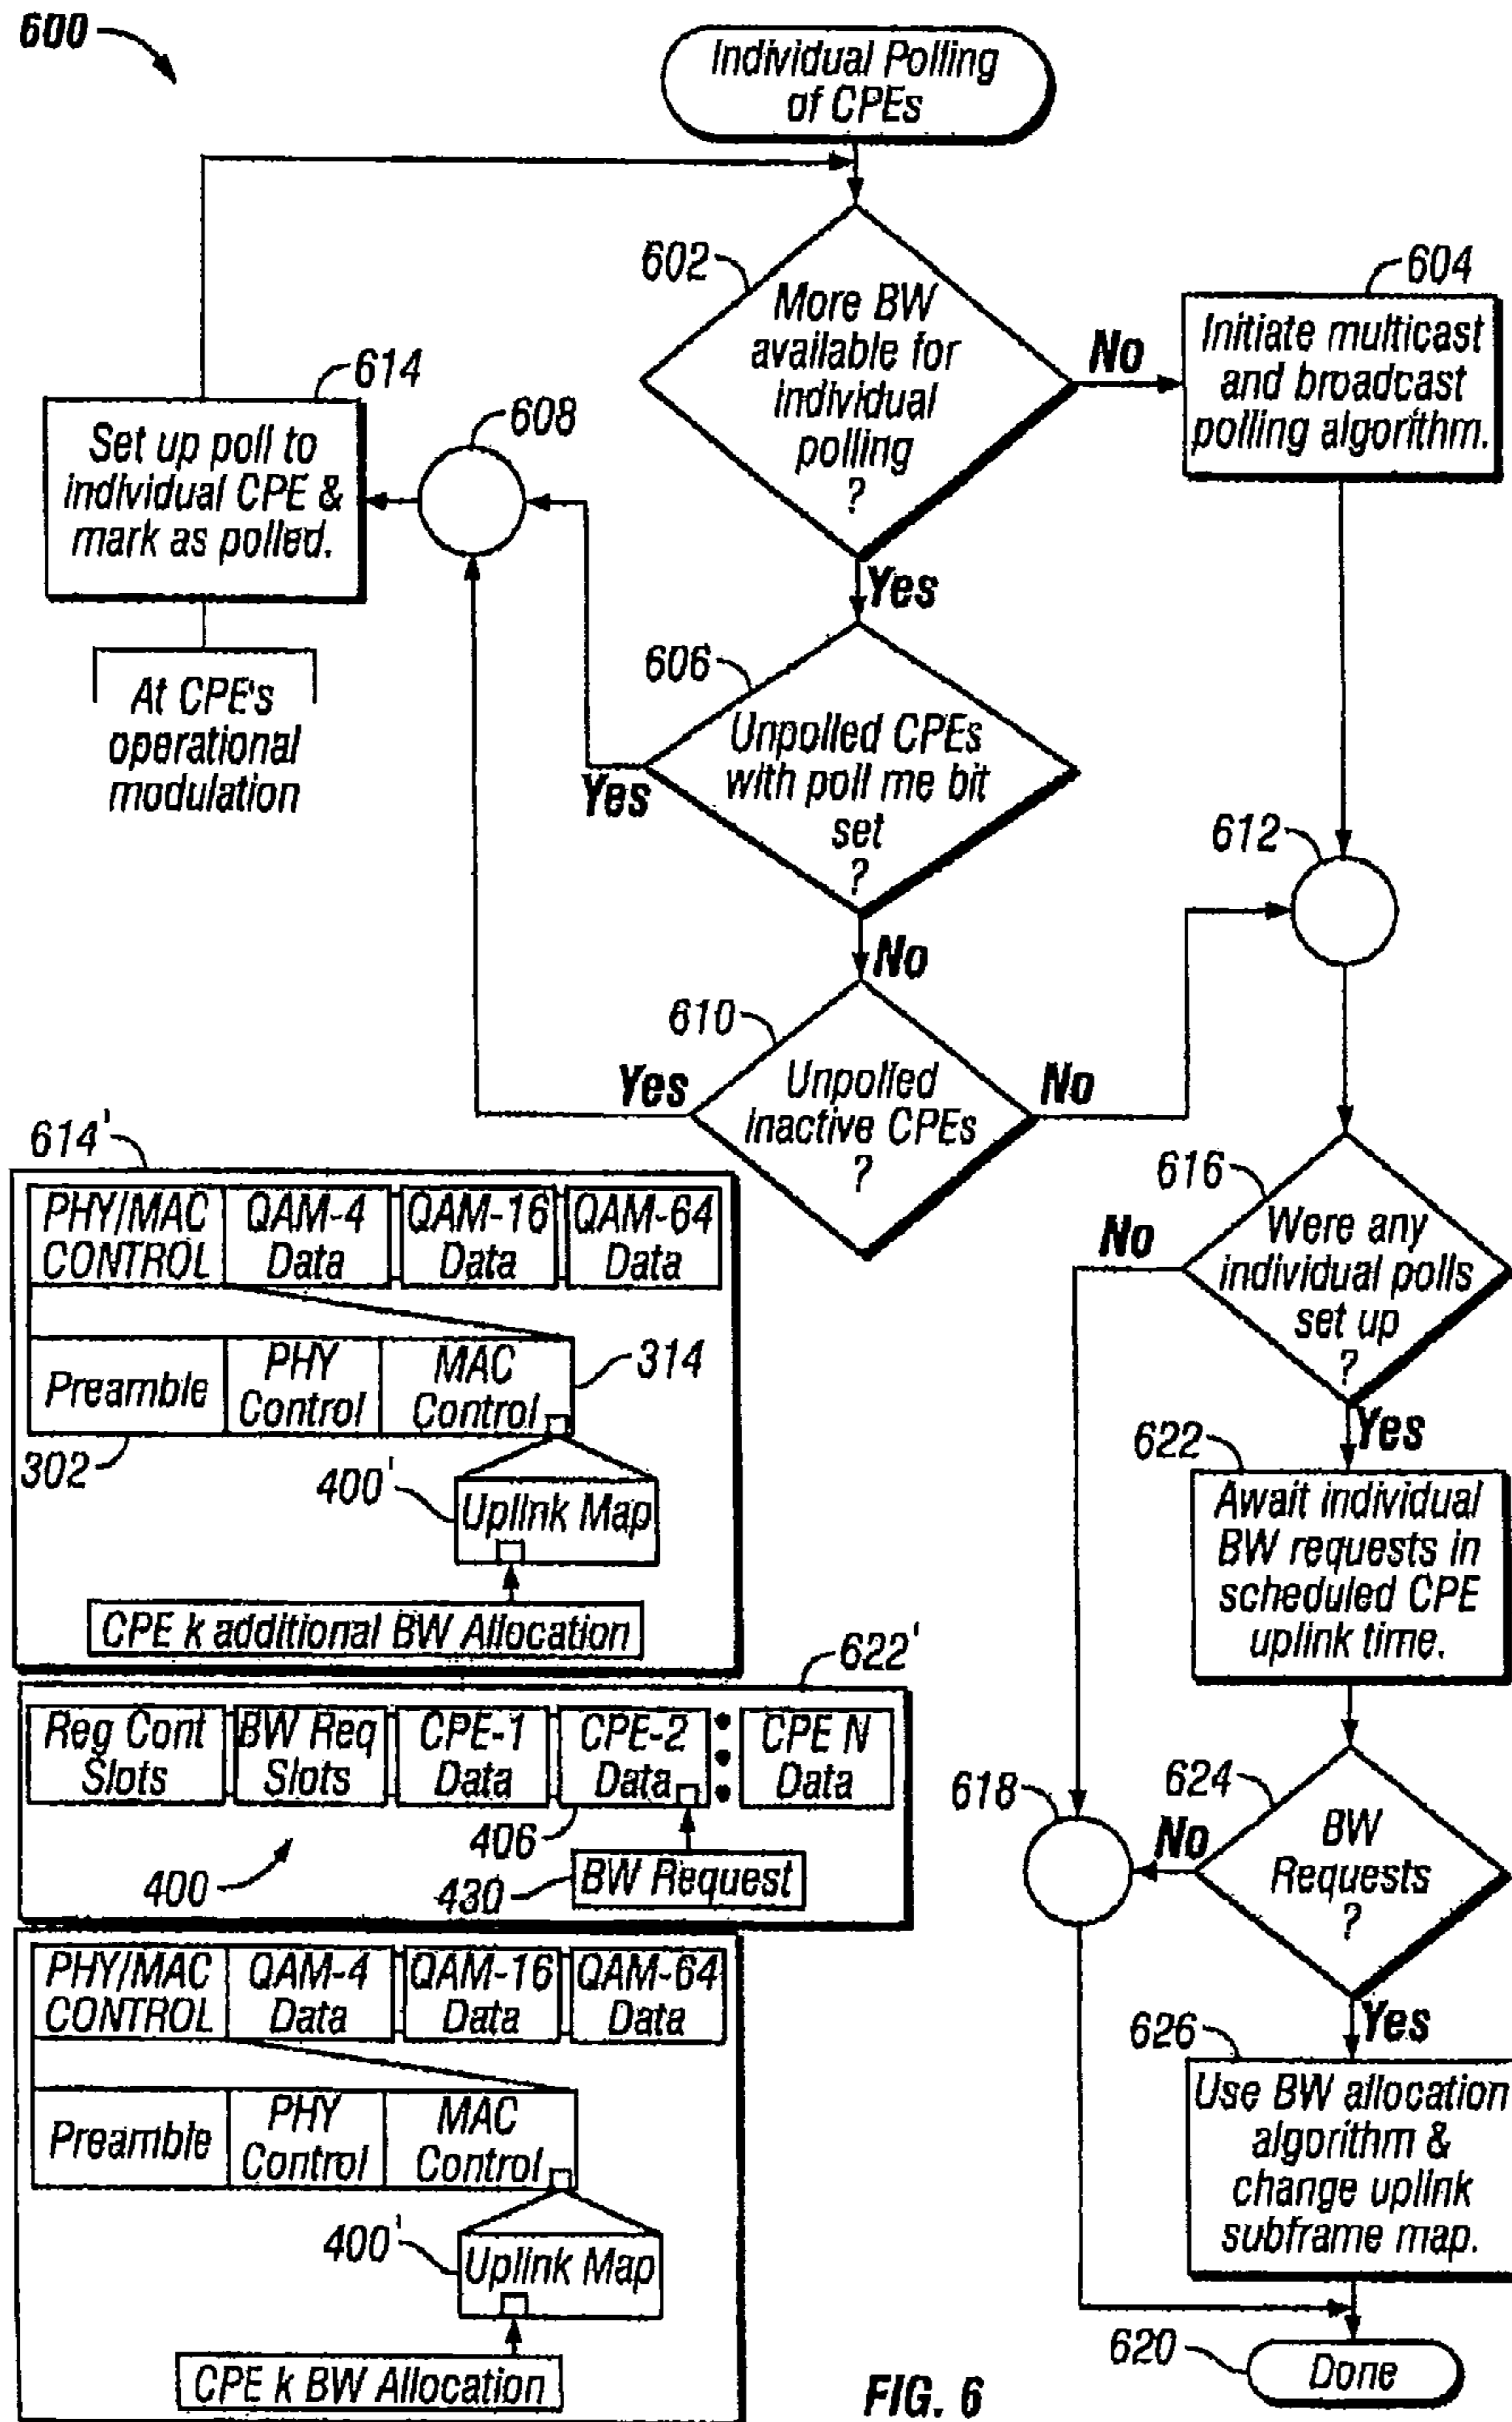 600
Individual Polling
of CPEs
602
More BW
available for
individual
polling
?
No
604
Initiate multicast
and broadcast
polling algorithm.
614
Set up poll to
individual CPE &
mark as polled.
608
At CPE's
operational
modulation
Yes
606
Unpolled CPEs
with poll me bit
set
?
Yes
No
612
610
Unpolled
Inactive CPEs
?
Yes
No
616
Were any
individual polls
set up
?
No
Yes
622
Await individual
BW requests in
scheduled CPE
uplink time.
618
624
BW
Requests
?
No
Yes
626
Use BW allocation
algorithm &
change uplink
subframe map.
620
Done
614'
PHY/MAC
CONTROL
QAM-4
Data
QAM-16
Data
QAM-64
Data
Preamble
PHY
Control
MAC
Control
314
302
400'
Uplink Map
CPE k additional BW Allocation
622'
Reg Cont
Slots
BW Req
Slots
CPE-1
Data
CPE-2
Data
CPE N
Data
400
406
430
BW Request
PHY/MAC
CONTROL
QAM-4
Data
QAM-16
Data
QAM-64
Data
Preamble
PHY
Control
MAC
Control
400'
Uplink Map
CPE k BW Allocation
FIG. 6